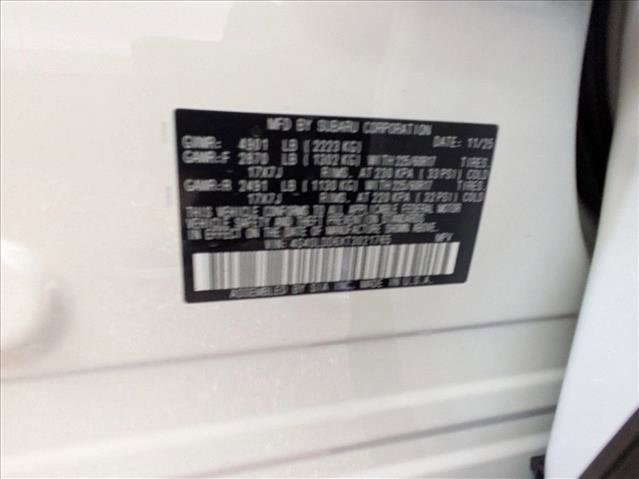 MFD BY SUBARU CORPORATION DATE: 11/25
GVWR: 4901 LB (2223 KG)
GAWR:F 2870 LB (1302 KG) WITH 225/60R17 TIRES.
17X7J RIMS. AT 230 KPA (33 PSI) COLD
GAWR:R 2491 LB (1130 KG) WITH 225/60R17 TIRES.
17X7J RIMS. AT 220 KPA (32 PSI) COLD
THIS VEHICLE CONFORMS TO ALL APPLICABLE FEDERAL MOTOR
VEHICLE SAFETY AND THEFT PREVENTION STANDARDS
IN EFFECT ON THE DATE OF MANUFACTURE SHOWN ABOVE.
MPV
ASSEMBLED BY SIA INC. MADE IN U.S.A.